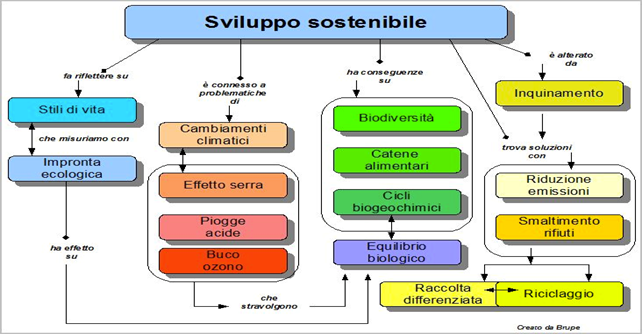 Sviluppo sostenibile
fa riflettere su
è connesso a
problematiche
di
ha conseguenze
su
è alterato
da
Stili di vita
che misuriamo con
Impronta
ecologica
ha effetto
su
Cambiamenti
climatici
Effetto serra
Piogge
acide
Buco
ozono
che
stravolgono
Biodiversità
Catene
alimentari
Cicli
biogeochimici
Equilibrio
biologico
Inquinamento
trova soluzioni
con
Riduzione
emissioni
Smaltimento
rifiuti
Raccolta
differenziata
Riciclaggio
Creato da Brupe